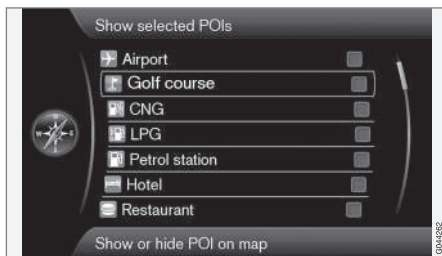 Show selected POIs
Airport
Golf course
CNG
LPG
Petrol station
Hotel
Restaurant
Show or hide POI on map
G044262